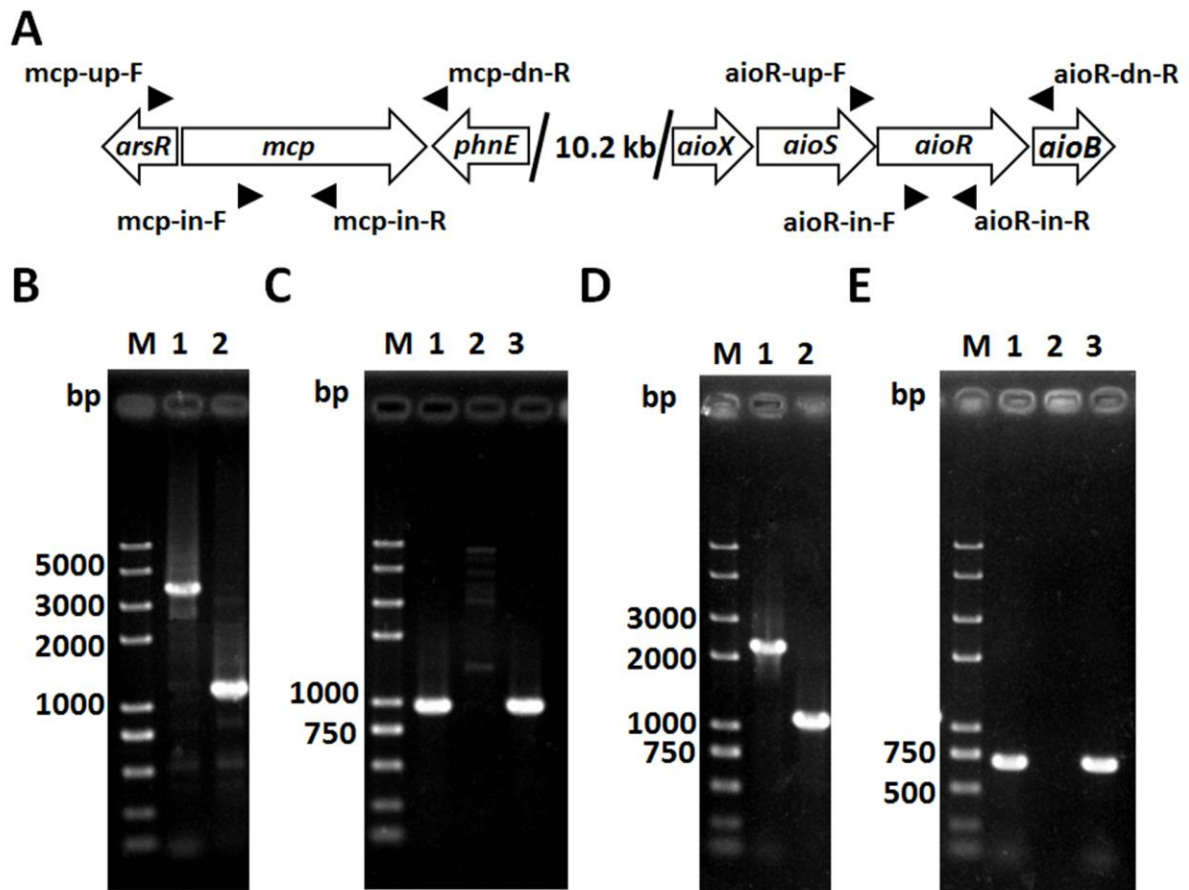 A
mcp-up-F mcp-dn-R aioR-up-F aioR-dn-R
arsR mcp phnE 10.2 kb aioX aioS aioR aioB
mcp-in-F mcp-in-R aioR-in-F aioR-in-R
B C D E
M 1 2 M 1 2 3 M 1 2 M 1 2 3
bp bp bp bp
5000
3000
2000
1000
1000
750
3000
2000
1000
750
750
500